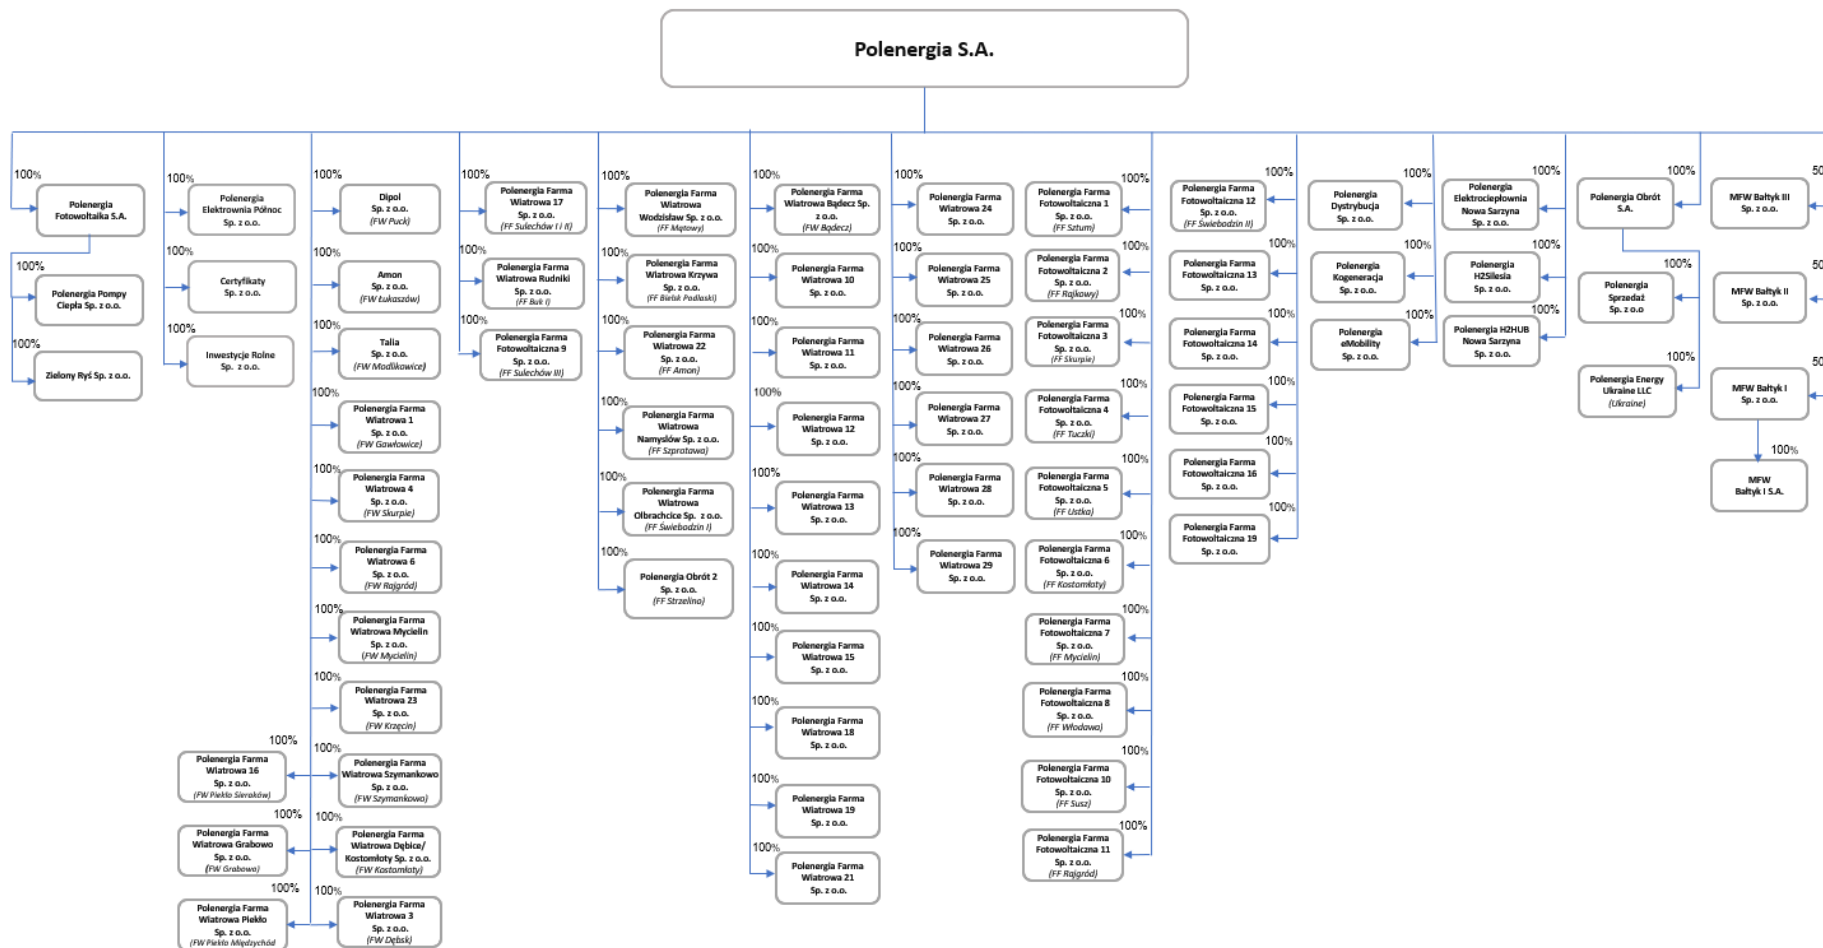 Polenergia S.A.
100%
Polenergia
Fotowoltaika S.A.
100%
Polenergia Pompy
Ciepła Sp. z o.o.
100%
Zielony Ryś Sp. z o.o.
100%
Polenergia
Elektrownia Północ
Sp. z o.o.
100%
Certyfikaty
Sp. z o.o.
100%
Inwestycje Rolne
Sp. z o.o.
100%
Dipol
Sp. z o.o.
(FW Puck)
100%
Amon
Sp. z o.o.
(FW Łukaszów)
100%
Talia
Sp. z o.o.
(FW Modlikowice)
100%
Polenergia Farma
Wiatrowa 1
Sp. z o.o.
(FW Gawłowice)
100%
Polenergia Farma
Wiatrowa 4
Sp. z o.o.
(FW Skurpie)
100%
Polenergia Farma
Wiatrowa 6
Sp. z o.o.
(FW Rajgród)
100%
Polenergia Farma
Wiatrowa Mycielin
Sp. z o.o.
(FW Mycielin)
100%
Polenergia Farma
Wiatrowa 23
Sp. z o.o.
(FW Krzęcin)
100%
Polenergia Farma
Wiatrowa 16
Sp. z o.o.
(FW Piekło Sieraków)
100%
Polenergia Farma
Wiatrowa Szymankowo
Sp. z o.o.
(FW Szymankowo)
100%
Polenergia Farma
Wiatrowa Grabowo
Sp. z o.o.
(FW Grabowo)
100%
Polenergia Farma
Wiatrowa Dębice/
Kostomłoty Sp. z o.o.
(FW Kostomłoty)
100%
Polenergia Farma
Wiatrowa Piekło
Sp. z o.o.
(FW Piekło Międzychód
100%
Polenergia Farma
Wiatrowa 3
Sp. z o.o.
(FW Dębsk)
100%
Polenergia Farma
Wiatrowa 17
Sp. z o.o.
(FF Sulechów I i II)
100%
Polenergia Farma
Wiatrowa Rudniki
Sp. z o.o.
(FF Buk I)
100%
Polenergia Farma
Fotowoltaiczna 9
Sp. z o.o.
(FF Sulechów III)
100%
Polenergia Farma
Wiatrowa
Wodzisław Sp. z o.o.
(FF Mątowy)
100%
Polenergia Farma
Wiatrowa Krzywa
Sp. z o.o.
(FF Bielsk Podlaski)
100%
Polenergia Farma
Wiatrowa 22
Sp. z o.o.
(FF Amon)
100%
Polenergia Farma
Wiatrowa
Namysłów Sp. z o.o.
(FF Szprotawa)
100%
Polenergia Farma
Wiatrowa
Olbrachcice Sp. z o.o.
(FF Świebodzin I)
100%
Polenergia Obrót 2
Sp. z o.o.
(FF Strzelino)
100%
Polenergia Farma
Wiatrowa Bądecz Sp.
z o.o.
(FW Bądecz)
100%
Polenergia Farma
Wiatrowa 10
Sp. z o.o.
100%
Polenergia Farma
Wiatrowa 11
Sp. z o.o.
100%
Polenergia Farma
Wiatrowa 12
Sp. z o.o.
100%
Polenergia Farma
Wiatrowa 13
Sp. z o.o.
100%
Polenergia Farma
Wiatrowa 14
Sp. z o.o.
100%
Polenergia Farma
Wiatrowa 15
Sp. z o.o.
100%
Polenergia Farma
Wiatrowa 18
Sp. z o.o.
100%
Polenergia Farma
Wiatrowa 19
Sp. z o.o.
100%
Polenergia Farma
Wiatrowa 21
Sp. z o.o.
100%
Polenergia Farma
Wiatrowa 24
Sp. z o.o.
100%
Polenergia Farma
Wiatrowa 25
Sp. z o.o.
100%
Polenergia Farma
Wiatrowa 26
Sp. z o.o.
100%
Polenergia Farma
Wiatrowa 27
Sp. z o.o.
100%
Polenergia Farma
Wiatrowa 28
Sp. z o.o.
100%
Polenergia Farma
Wiatrowa 29
Sp. z o.o.
100%
Polenergia Farma
Fotowoltaiczna 1
Sp. z o.o.
(FF Sztum)
100%
Polenergia Farma
Fotowoltaiczna 2
Sp. z o.o.
(FF Rajkowy)
100%
Polenergia Farma
Fotowoltaiczna 3
Sp. z o.o.
(FF Skurpie)
100%
Polenergia Farma
Fotowoltaiczna 4
Sp. z o.o.
(FF Tuczki)
100%
Polenergia Farma
Fotowoltaiczna 5
Sp. z o.o.
(FF Ustka)
100%
Polenergia Farma
Fotowoltaiczna 6
Sp. z o.o.
(FF Kostomłaty)
100%
Polenergia Farma
Fotowoltaiczna 7
Sp. z o.o.
(FF Mycielin)
100%
Polenergia Farma
Fotowoltaiczna 8
Sp. z o.o.
(FF Włodawa)
100%
Polenergia Farma
Fotowoltaiczna 10
Sp. z o.o.
(FF Susz)
100%
Polenergia Farma
Fotowoltaiczna 11
Sp. z o.o.
(FF Rajgród)
100%
Polenergia Farma
Fotowoltaiczna 12
Sp. z o.o.
(FF Świebodzin II)
100%
Polenergia Farma
Fotowoltaiczna 13
Sp. z o.o.
100%
Polenergia Farma
Fotowoltaiczna 14
Sp. z o.o.
100%
Polenergia Farma
Fotowoltaiczna 15
Sp. z o.o.
100%
Polenergia Farma
Fotowoltaiczna 16
Sp. z o.o.
100%
Polenergia Farma
Fotowoltaiczna 19
Sp. z o.o.
100%
Polenergia
Dystrybucja
Sp. z o.o.
100%
Polenergia
Kogeneracja
Sp. z o.o.
100%
Polenergia
eMobility
Sp. z o.o.
100%
Polenergia
Elektrociepłownia
Nowa Sarzyna
Sp. z o.o.
100%
Polenergia
H2Silesia
Sp. z o.o.
100%
Polenergia H2HUB
Nowa Sarzyna
Sp. z o.o.
100%
Polenergia Obrót
S.A.
100%
Polenergia
Sprzedaż
Sp. z o.o
100%
Polenergia Energy
Ukraine LLC
(Ukraine)
50
MFW Bałtyk III
Sp. z o.o.
50
MFW Bałtyk II
Sp. z o.o.
50
MFW Bałtyk I
Sp. z o.o.
100%
MFW
Bałtyk I S.A.